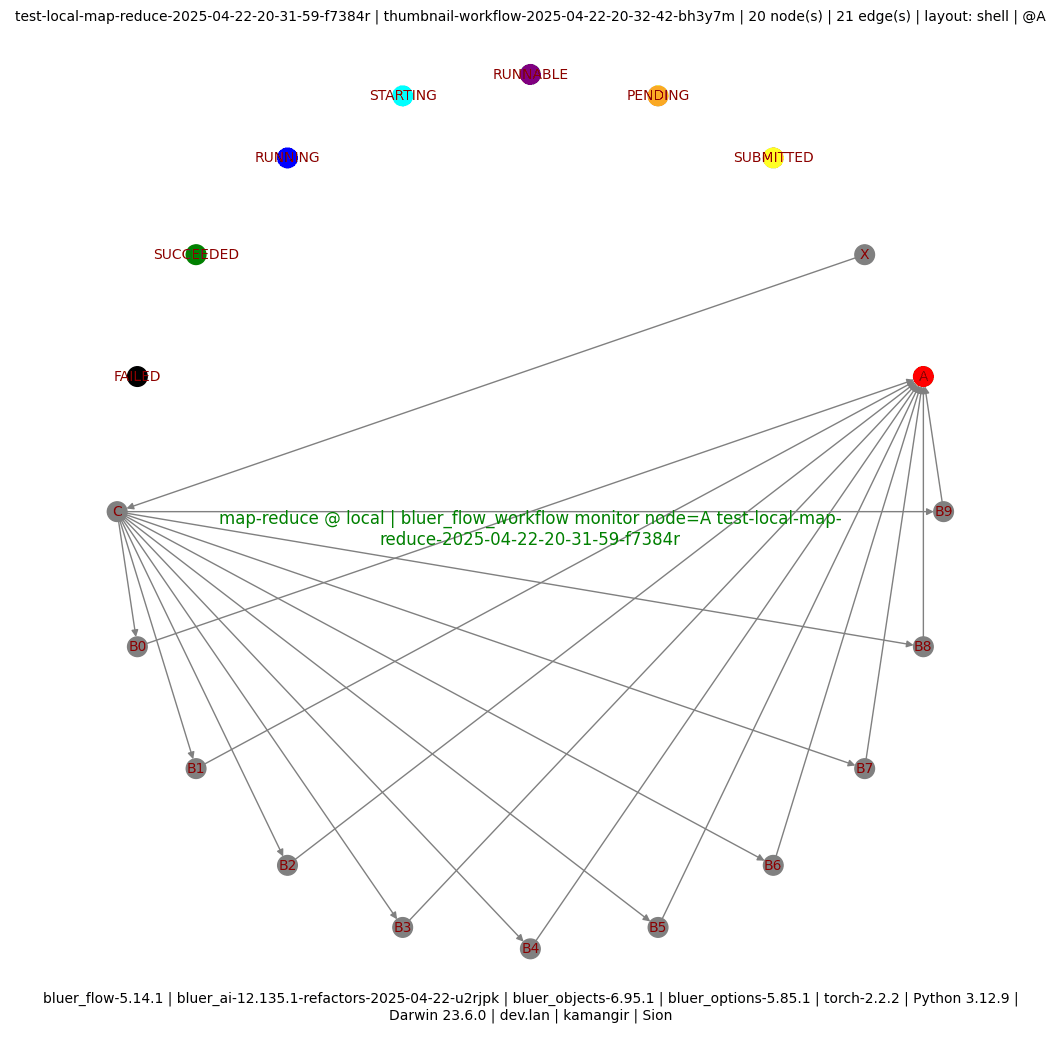 test-local-map-reduce-2025-04-22-20-31-59-f7384r | thumbnail-workflow-2025-04-22-20-32-42-bh3y7m | 20 node(s) | 21 edge(s) | layout: shell | @A
RUNNABLE
STARTING
PENDING
RUNNING
SUBMITTED
SUCCEEDED
X
FAILED
A
C
B9
map-reduce @ local | bluer_flow_workflow monitor node=A test-local-map-
reduce-2025-04-22-20-31-59-f7384r
B0
B8
B1
B7
B2
B6
B3
B5
B4
bluer_flow-5.14.1 | bluer_ai-12.135.1-refactors-2025-04-22-u2rjpk | bluer_objects-6.95.1 | bluer_options-5.85.1 | torch-2.2.2 | Python 3.12.9 |
Darwin 23.6.0 | dev.lan | kamangir | Sion